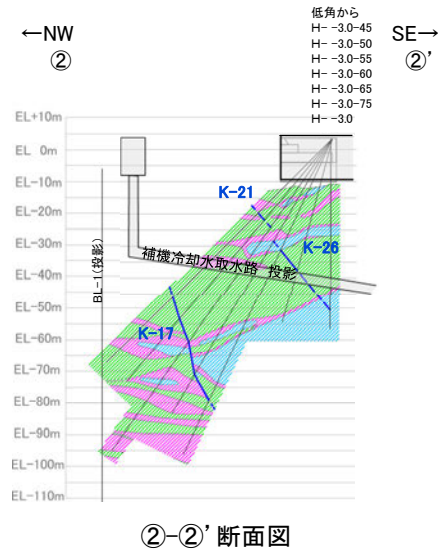 低角から
H- -3.0-45
H- -3.0-50
H- -3.0-55
H- -3.0-60
H- -3.0-65
H- -3.0-75
H- -3.0
←NW
SE→
②
②'
EL+10m
EL 0m
EL-10m
EL-20m
EL-30m
EL-40m
EL-50m
EL-60m
EL-70m
EL-80m
EL-90m
EL-100m
EL-110m
K-21
K-26
補機冷却水取水路 投影
BL-1(投影)
K-17
②-②' 断面図